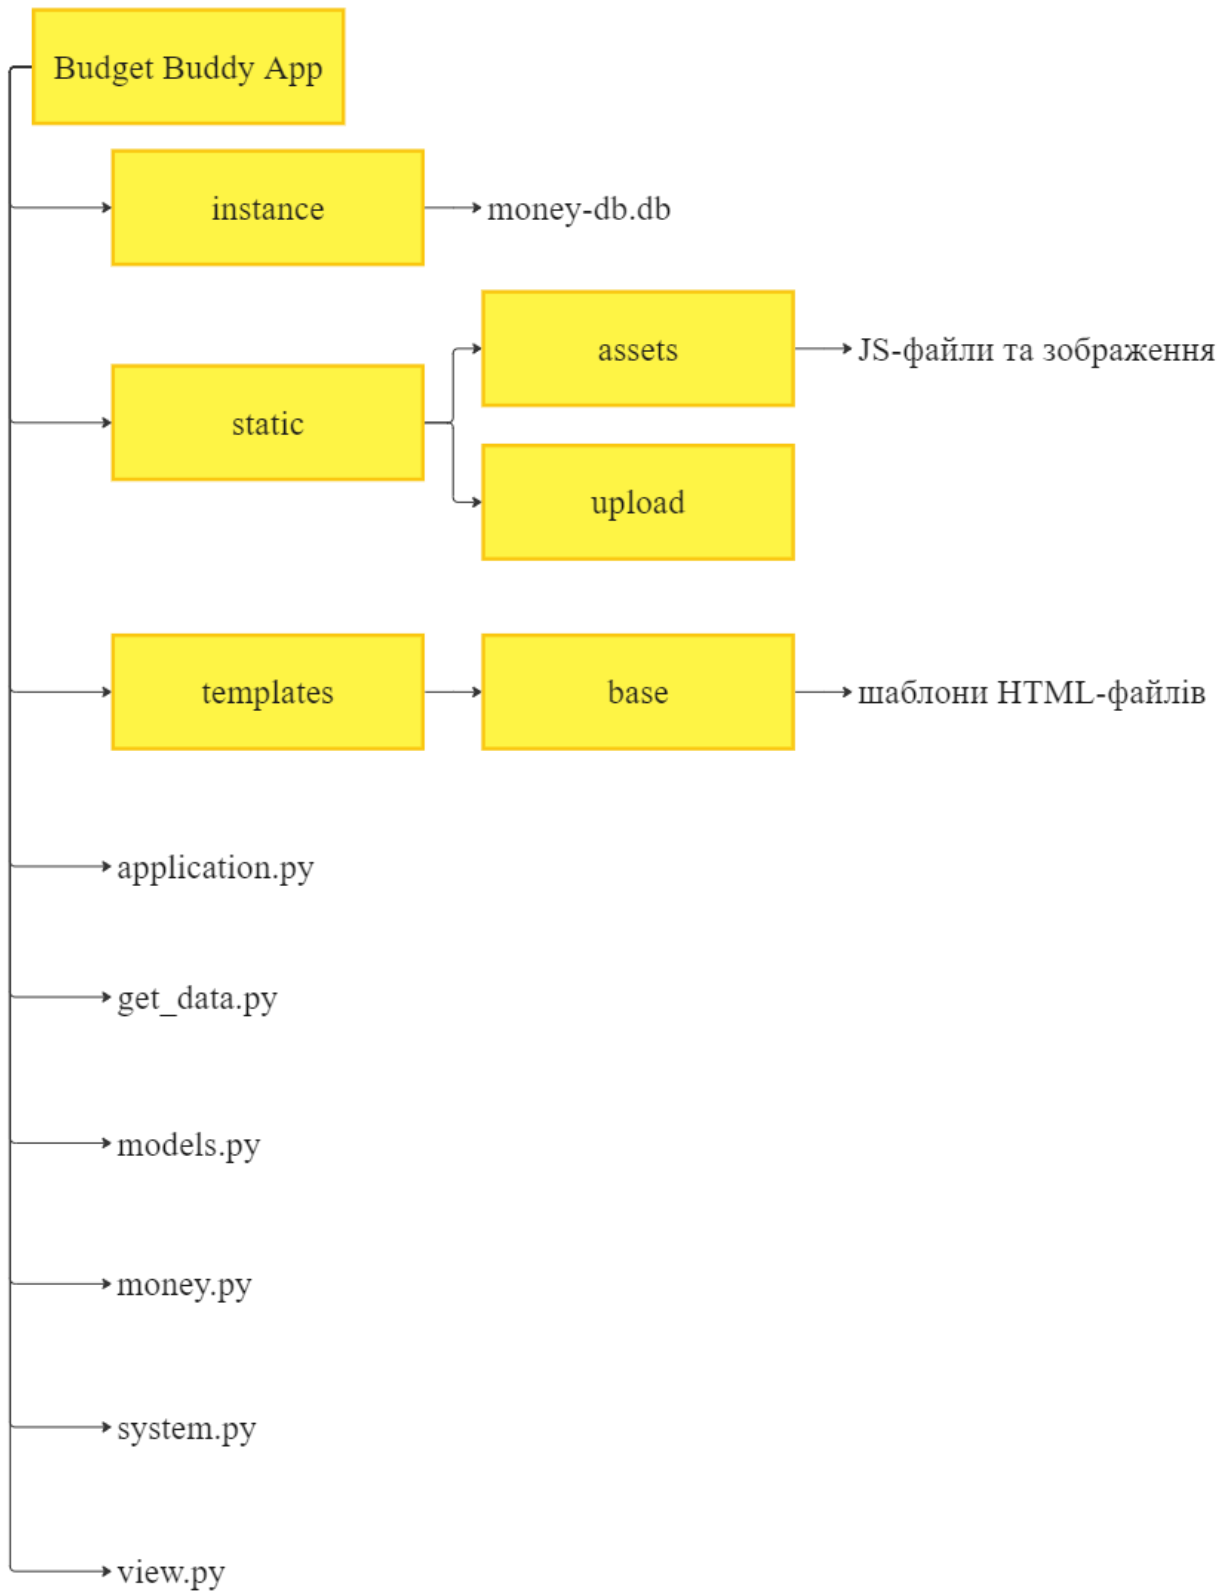 Budget Buddy App
instance
money-db.db
static
assets
JS-файли та зображення
upload
templates
base
шаблони HTML-файлів
application.py
get_data.py
models.py
money.py
system.py
view.py